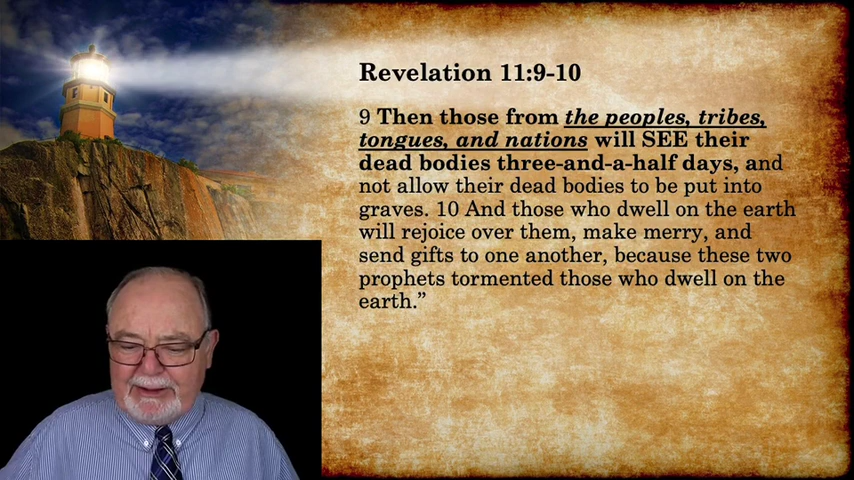 Revelation 11:9-10
9 Then those from the peoples, tribes,
tongues, and nations will SEE their
dead bodies three-and-a-half days, and
not allow their dead bodies to be put into
graves. 10 And those who dwell on the earth
will rejoice over them, make merry, and
send gifts to one another, because these two
prophets tormented those who dwell on the
earth.”